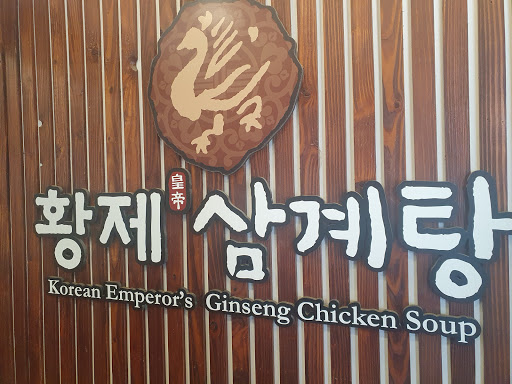 황제 皇帝 삼계탕
Korean Emperor's Ginseng Chicken Soup